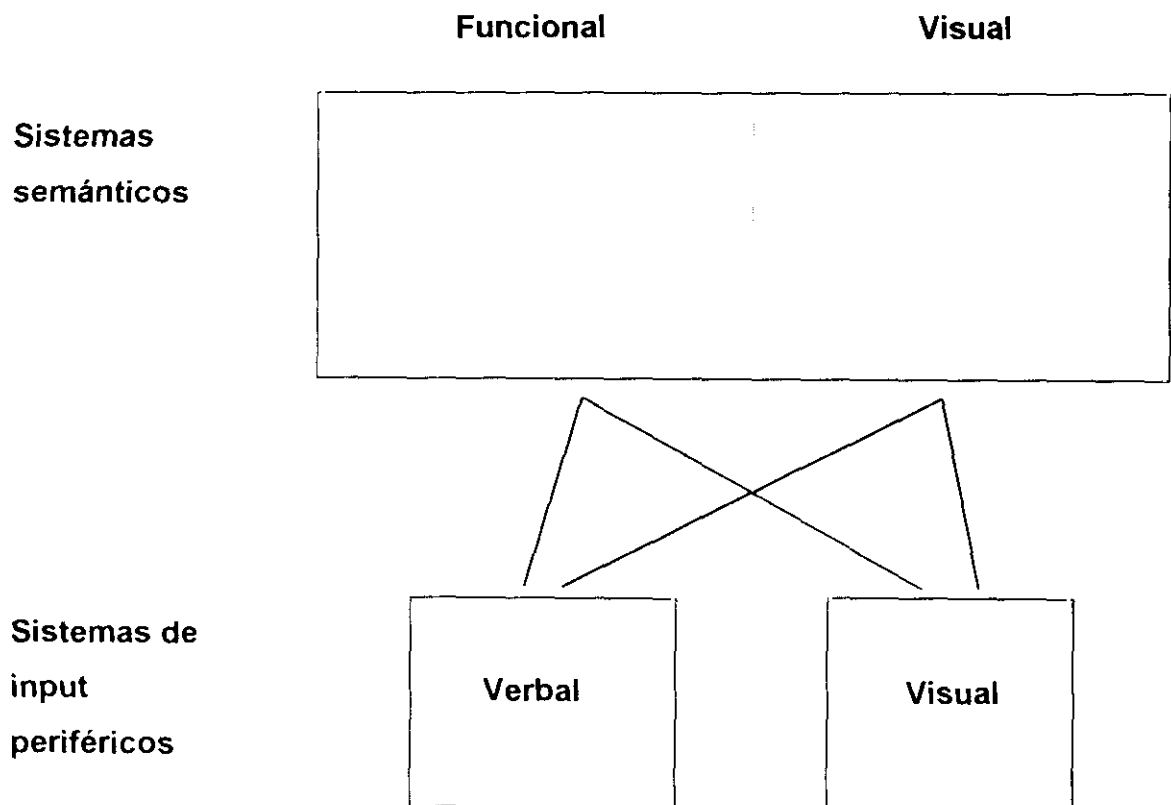 Funcional Visual
Sistemas
semánticos
Sistemas de
input
periféricos
Verbal Visual